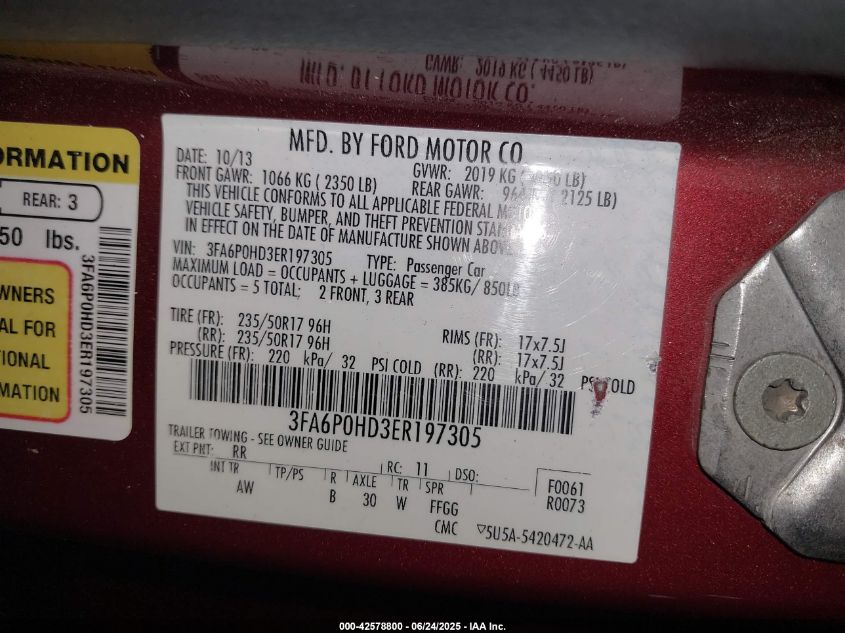 MFD. BY FORD MOTOR CO
DATE: 10/13
GVWR: 2019 KG ( LB)
FRONT GAWR: 1066 KG ( 2350 LB)
REAR GAWR: ( 2125 LB)
THIS VEHICLE CONFORMS TO ALL APPLICABLE FEDERAL
VEHICLE SAFETY, BUMPER, AND THEFT PREVENTION
IN EFFECT ON THE DATE OF MANUFACTURE SHOWN ABOVE
VIN: 3FA6P0HD3ER197305 TYPE: Passenger Car
MAXIMUM LOAD = OCCUPANTS + LUGGAGE = 385KG/ 850LB
OCCUPANTS = 5 TOTAL; 2 FRONT, 3 REAR
TIRE (FR): 235/50R17 96H RIMS (FR): 17x7.5J
(RR): 235/50R17 96H (RR): 17x7.5J
PRESSURE (FR): 220 kPa/ 32 PSI COLD (RR): 220 kPa/ 32 PSI COLD
3FA6P0HD3ER197305
TRAILER TOWING - SEE OWNER GUIDE
EXT PNT: RR RC: 11 DSO:
INT TR TP/PS R AXLE TR SPR
AW B 30 W FFGG
F0061
R0073
CMC ▽5U5A-5420472-AA
ORMATION
REAR: 3
50 lbs.
WNERS
AL FOR
TIONAL
RMATION
3FA6P0HD3ER197305
000-42578800 - 06/24/2025 - IAA Inc.